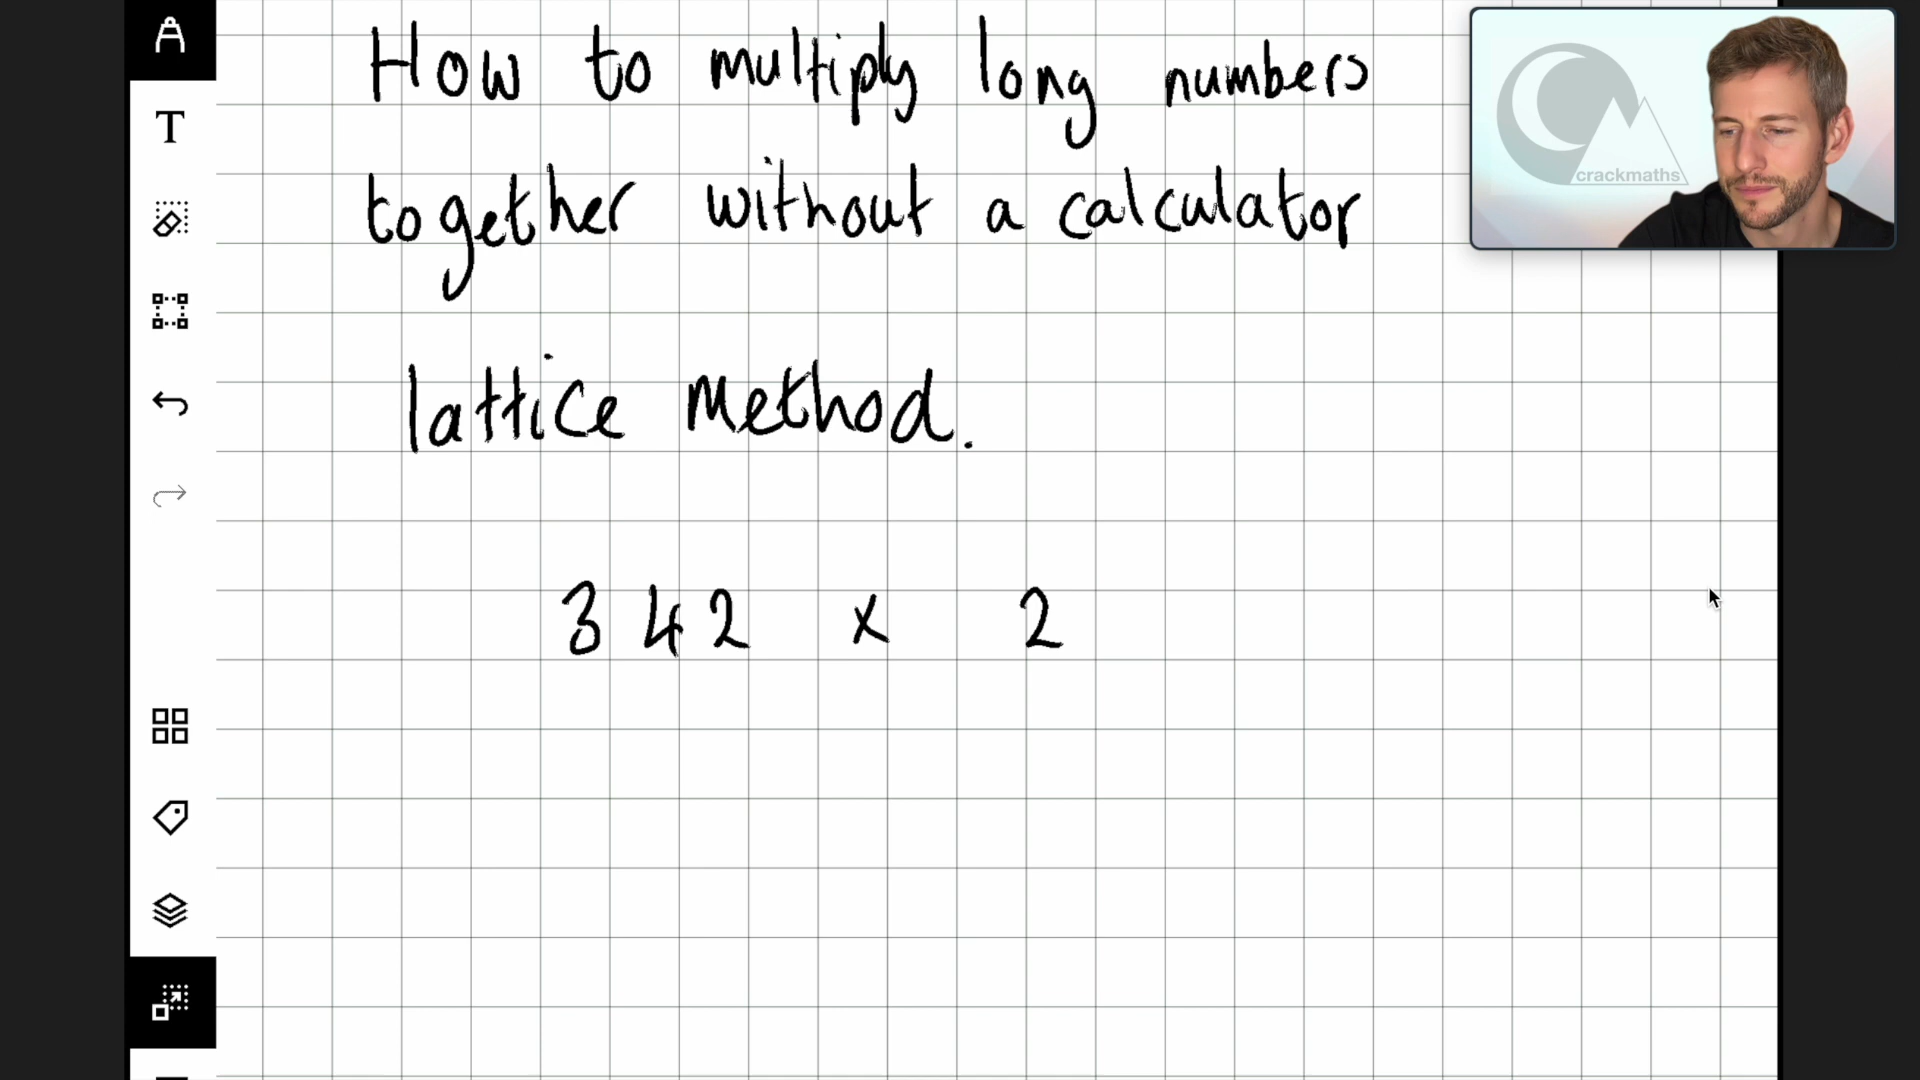 How to multiply long numbers
together without a calculator
lattice method.
342 x 2
crackmaths
T